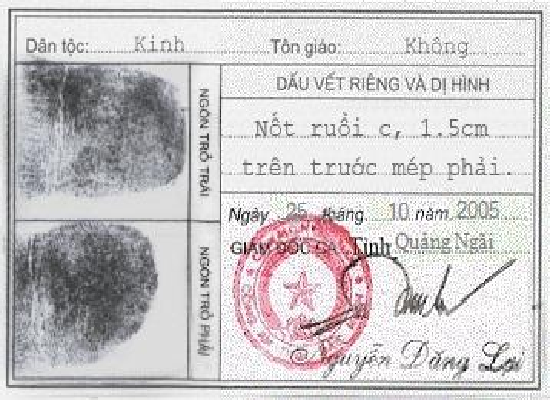 Dân tộc: Kinh Tôn giáo: Không
NGÓN TRỎ TRÁI
NGÓN TRỎ PHẢI
DẤU VẾT RIÊNG VÀ DỊ HÌNH
Nốt ruồi c, 1.5cm
trên trước mép phải.
Ngày 25 tháng 10 năm 2005
GIÁM ĐỐC CA Tỉnh Quảng Ngãi
Nguyễn Đăng Loi